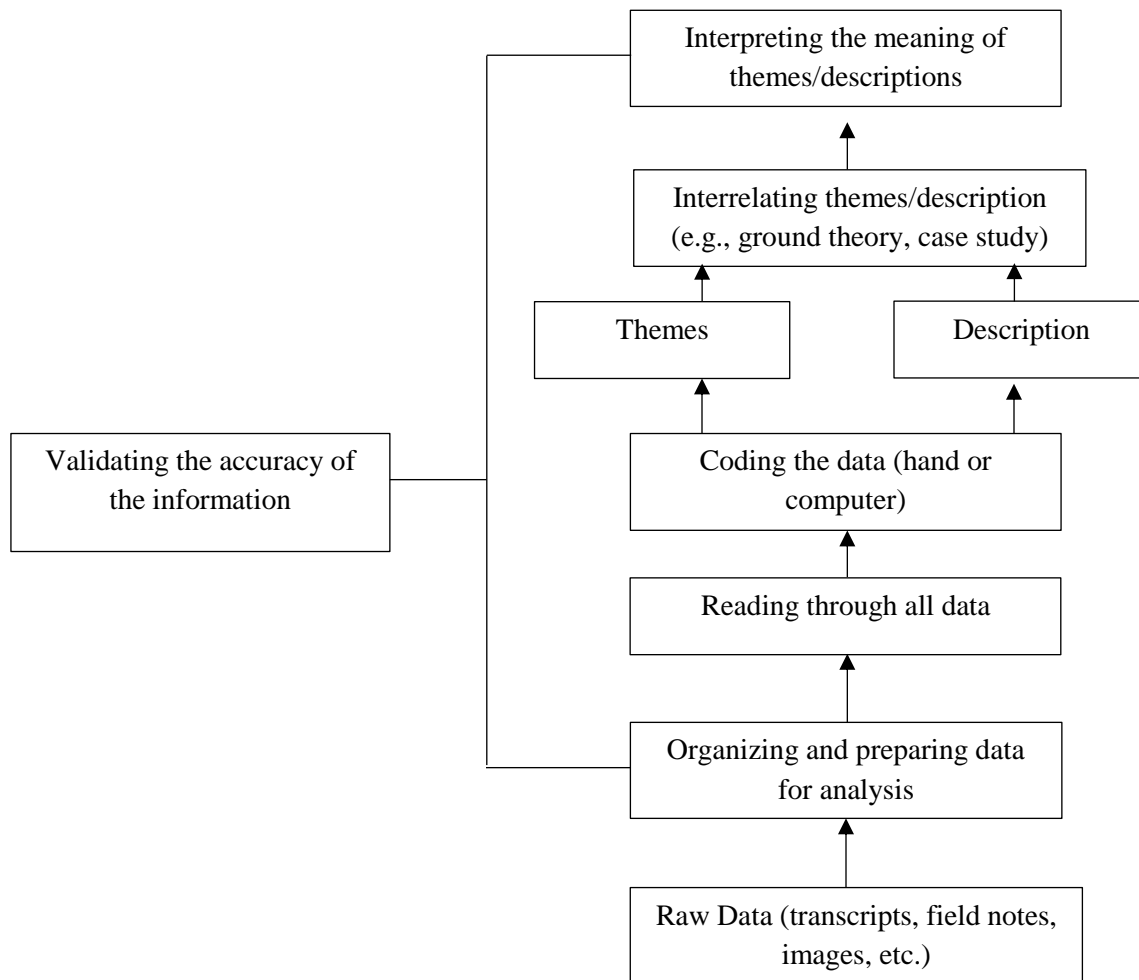 Interpreting the meaning of
themes/descriptions
Interrelating themes/description
(e.g., ground theory, case study)
Themes
Description
Validating the accuracy of
the information
Coding the data (hand or
computer)
Reading through all data
Organizing and preparing data
for analysis
Raw Data (transcripts, field notes,
images, etc.)